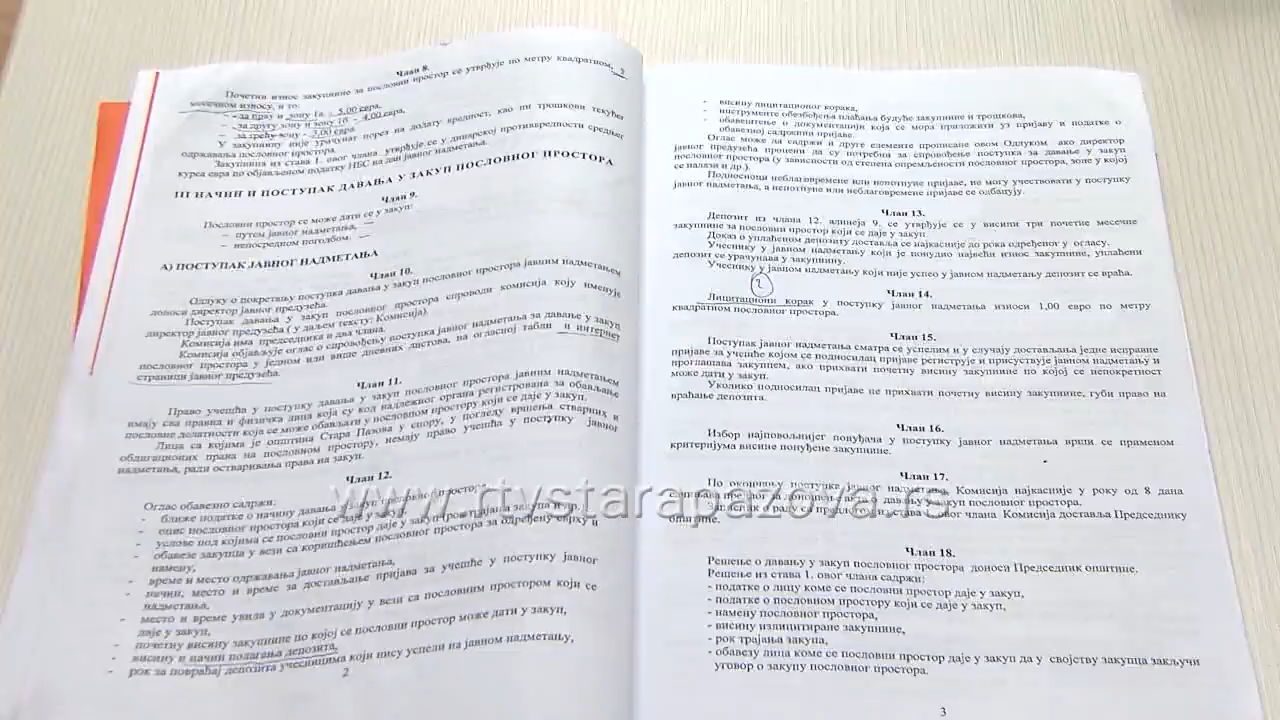 Члан 8.
Почетни износ закупнине за пословни простор се утврђује по метру квадратном, у
месечном износу, и то:
- за прву и зону 1а - 5,00 евра,
- за другу зону и зону 1б - 4,00 евра,
- за трећу зону - 3,00 евра
У закупнину није урачунат порез на додату вредност, као ни трошкови текућег
одржавања пословног простора.
Закупнина из става 1. овог члана утврђује се у динарској противвредности средњег
курса евра по објављеном податку НБС на дан јавног надметања.
III НАЧИН И ПОСТУПАК ДАВАЊА У ЗАКУП ПОСЛОВНОГ ПРОСТОРА
Члан 9.
Пословни простор се може дати се у закуп:
- путем јавног надметања,
- непосредном погодбом.
А) ПОСТУПАК ЈАВНОГ НАДМЕТАЊА
Члан 10.
Одлуку о покретању поступка давања у закуп пословног простора јавним надметањем
доноси директор јавног предузећа.
Поступак давања у закуп пословног простора спроводи комисија коју именује
директор јавног предузећа ( у даљем тексту: Комисија).
Комисија има председника и два члана.
Комисија објављује оглас о спровођењу поступка јавног надметања за давање у закуп
пословног простора у једном или више дневних листова, на огласној табли и интернет
страници јавног предузећа.
Члан 11.
Право учешћа у поступку давања у закуп пословног простора јавним надметањем
имају сва правна и физичка лица која су код надлежног органа регистрована за обављање
пословне делатности која се може обављати у пословном простору који се даје у закуп.
Лица са којима је општина Стара Пазова у спору, у погледу вршења стварних и
облигационих права на пословном простору, немају право учешћа у поступку јавног
надметања, ради остваривања права на закуп.
Члан 12.
Оглас обавезно садржи:
- ближе податке о начину давања у закуп пословног простора,
- опис пословног простора који се даје у закуп (
- услове под којима се пословни простор даје у закуп (
- обавезе закупца у вези са коришћењем пословног простора за одређену сврху и
намену,
- време и место одржавања јавног надметања,
- начин, место и време за достављање пријава за учешће у поступку јавног
надметања,
- место и време увида у документацију у вези са пословним простором који се
даје у закуп,
- почетну висину закупнине по којој се пословни простор може дати у закуп,
- висину и начин полагања депозита,
- рок за повраћај депозита учесницима који нису успели на јавном надметању,
2
- висину лицитационог корака,
- инструменте обезбеђења плаћања будуће закупнине и трошкова,
- обавештење о документацији која се мора приложити уз пријаву и податке о
обавезној садржини пријаве.
Оглас може да садржи и друге елементе прописане овом Одлуком ако директор
јавног предузећа процени да су потребни за спровођење поступка за давање у закуп
пословног простора (у зависности од степена опремљености пословног простора, зоне у којој
се налази и др.).
Подносиоци неблаговремене или непотпуне пријаве, не могу учествовати у поступку
јавног надметања, а непотпуне или неблаговремене пријаве се одбацују.
Члан 13.
Депозит из члана 12. алинеја 9, се утврђује се у висини три почетне месечне
закупнине за пословни простор који се даје у закуп.
Доказ о уплаћеном депозиту доставља се најкасније до рока одређеног у огласу.
Учеснику у јавном надметању који је понудио највећи износ закупнине, уплаћени
депозит се урачунава у закупнину.
Учеснику у јавном надметању који није успео у јавном надметању депозит се враћа.
2
Члан 14.
Лицитациони корак у поступку јавног надметања износи 1,00 евро по метру
квадратном пословног простора.
Члан 15.
Поступак јавног надметања сматра се успелим и у случају достављања једне исправне
пријаве за учешће којом се подносилац пријаве региструје и присуствује јавном надметању и
проглашава закупцем, ако прихвати почетну висину закупнине по којој се непокретност
може дати у закуп.
Уколико подносилац пријаве не прихвати почетну висину закупнине, губи право на
враћање депозита.
Члан 16.
Избор најповољнијег понуђача у поступку јавног надметања врши се применом
критеријума висине понуђене закупнине.
Члан 17.
По окончању поступка јавног надметања, Комисија најкасније у року од 8 дана
сачињава предлог за доношење о давању у закуп пословног простора.
Записник о раду са предлогом из става 1. овог члана Комисија доставља Председнику
општине.
Члан 18.
Решење о давању у закуп пословног простора доноси Председник општине.
Решење из става 1. овог члана садржи:
- податке о лицу коме се пословни простор даје у закуп,
- податке о пословном простору који се даје у закуп,
- намену пословног простора,
- висину излицитиране закупнине,
- рок трајања закупа,
- обавезу лица коме се пословни простор даје у закуп да у својству закупца закључи
уговор о закупу пословног простора.
3
www.rtvstarapazova.rs